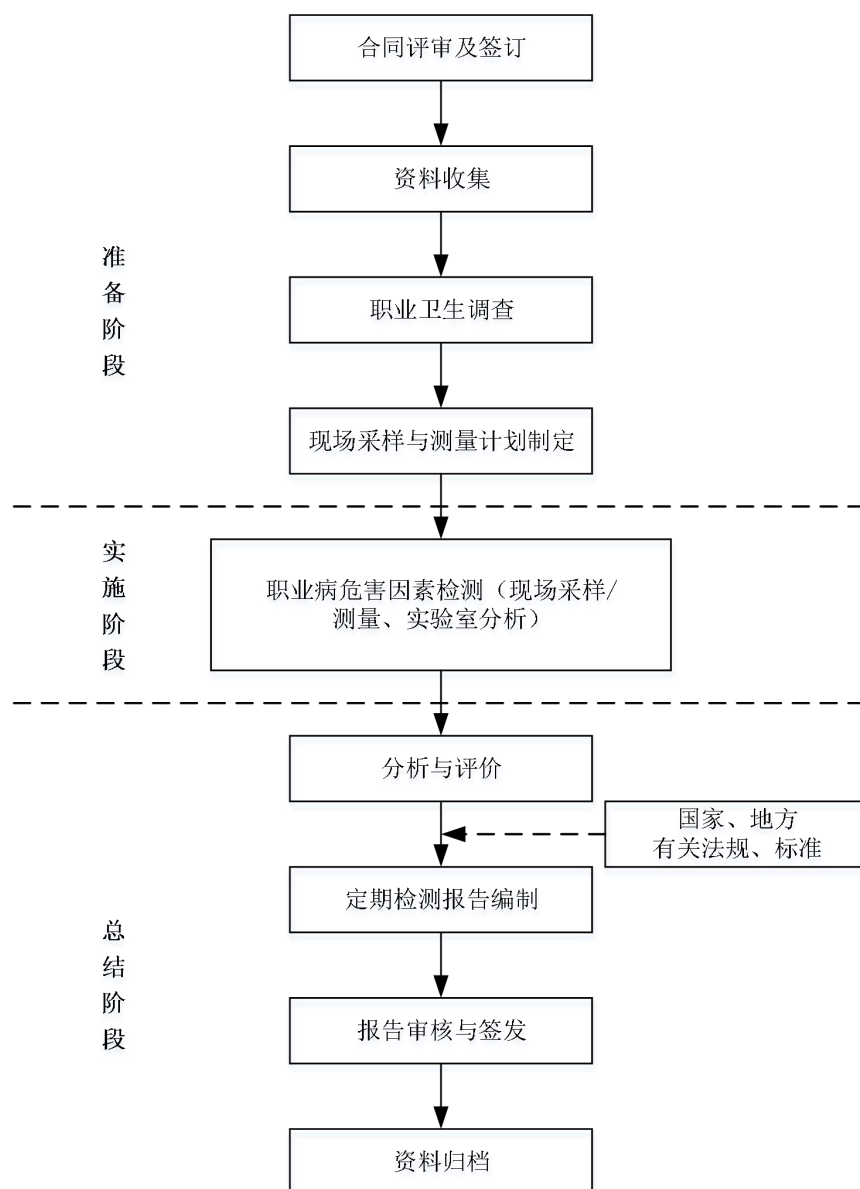 合同评审及签订
资料收集
准备阶段
职业卫生调查
现场采样与测量计划制定
实施阶段
职业病危害因素检测（现场采样/
测量、实验室分析）
分析与评价
国家、地方
有关法规、标准
定期检测报告编制
总结阶段
报告审核与签发
资料归档